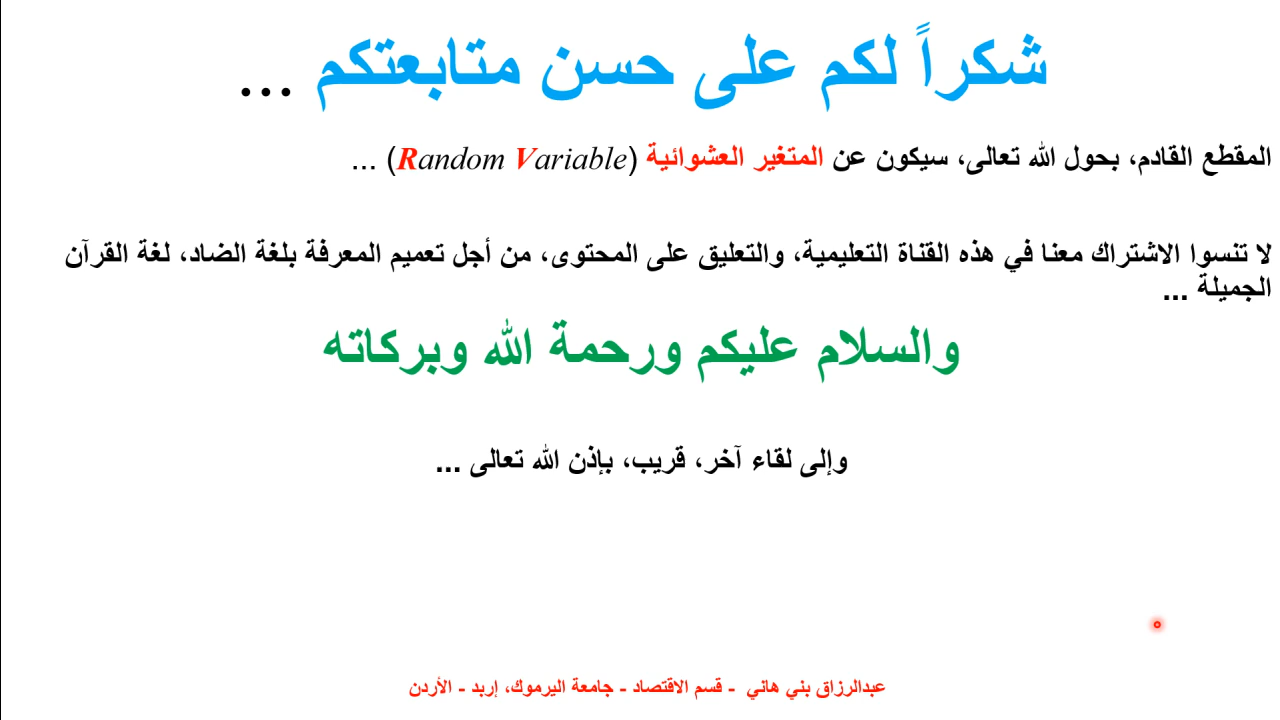 شكراً لكم على حسن متابعتكم ...
المقطع القادم، بحول الله تعالى، سيكون عن المتغير العشوائية (Random Variable) ...
لا تنسوا الاشتراك معنا في هذه القناة التعليمية، والتعليق على المحتوى، من أجل تعميم المعرفة بلغة الضاد، لغة القرآن
الجميلة ...
والسلام عليكم ورحمة الله وبركاته
وإلى لقاء آخر، قريب، بإذن الله تعالى ...
عبدالرزاق بني هاني - قسم الاقتصاد - جامعة اليرموك، إربد - الأردن